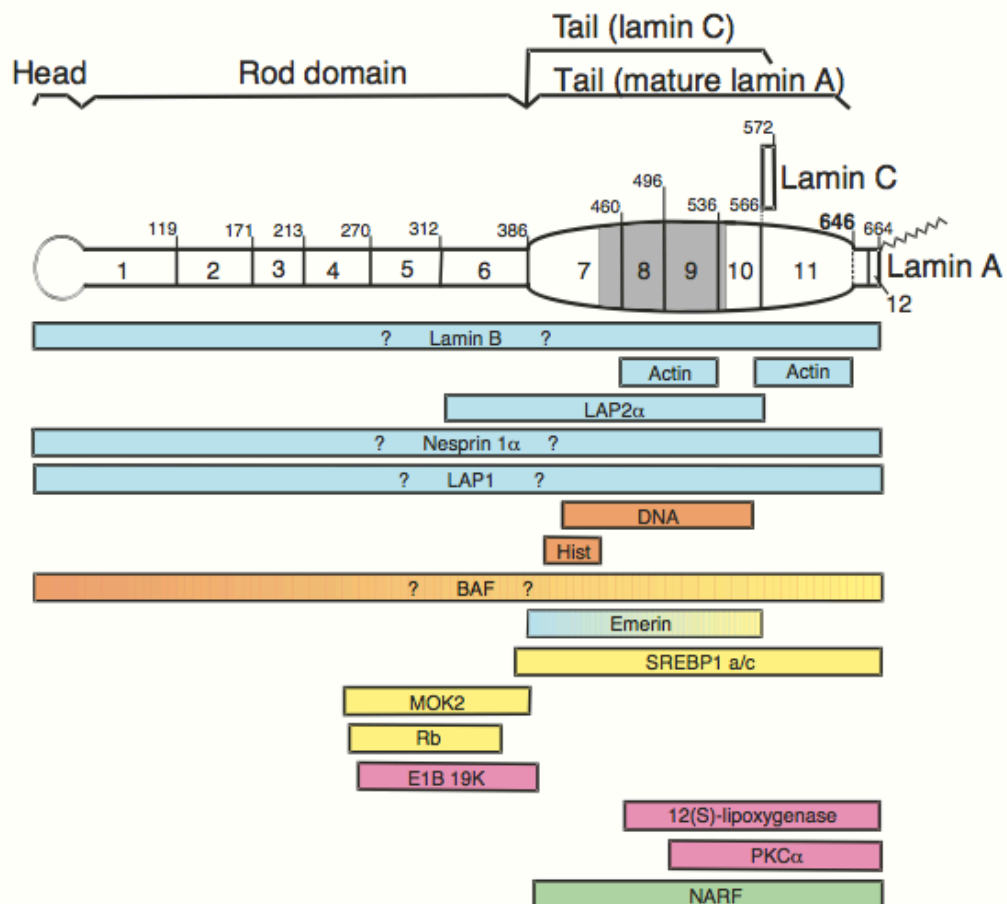 Tail (lamin C)
Head Rod domain Tail (mature lamin A)
572
Lamin C
496
119 171 213 270 312 386 460 536 566 646 664
1 2 3 4 5 6 7 8 9 10 11 Lamin A
12
? Lamin B ?
Actin Actin
LAP2α
? Nesprin 1α ?
? LAP1 ?
DNA
Hist
? BAF ?
Emerin
SREBP1 a/c
MOK2
Rb
E1B 19K
12(S)-lipoxygenase
PKCα
NARF